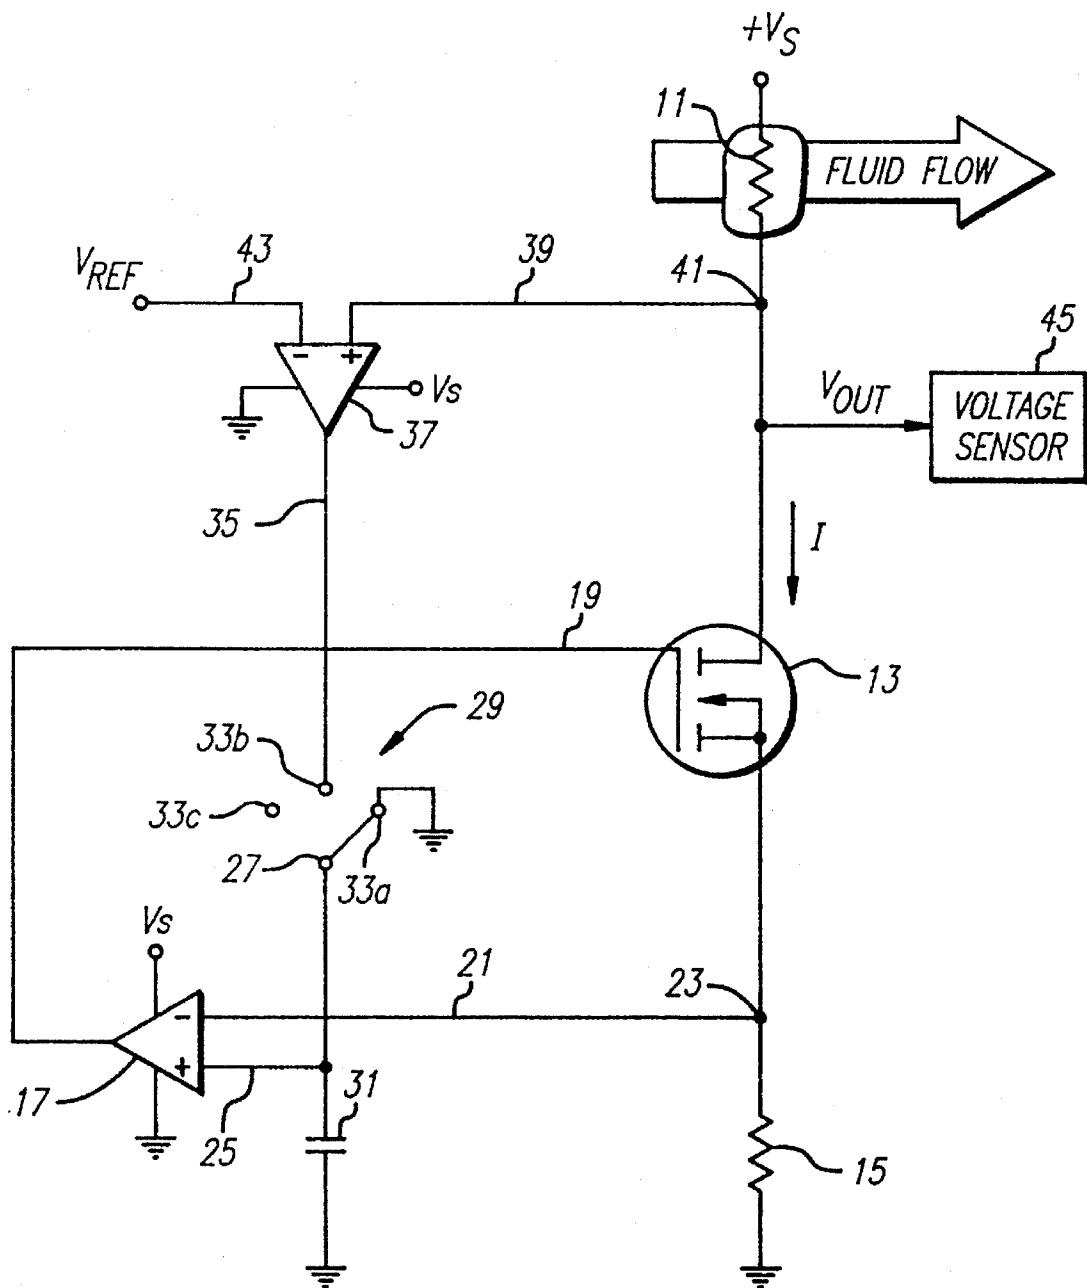 +VS
11
FLUID FLOW
VREF
43
39
41
45
- +
Vs
37
VOUT
VOLTAGE
SENSOR
35
I
19
13
29
33b
33c
27
33a
Vs
21
23
-
+
17
25
31
15